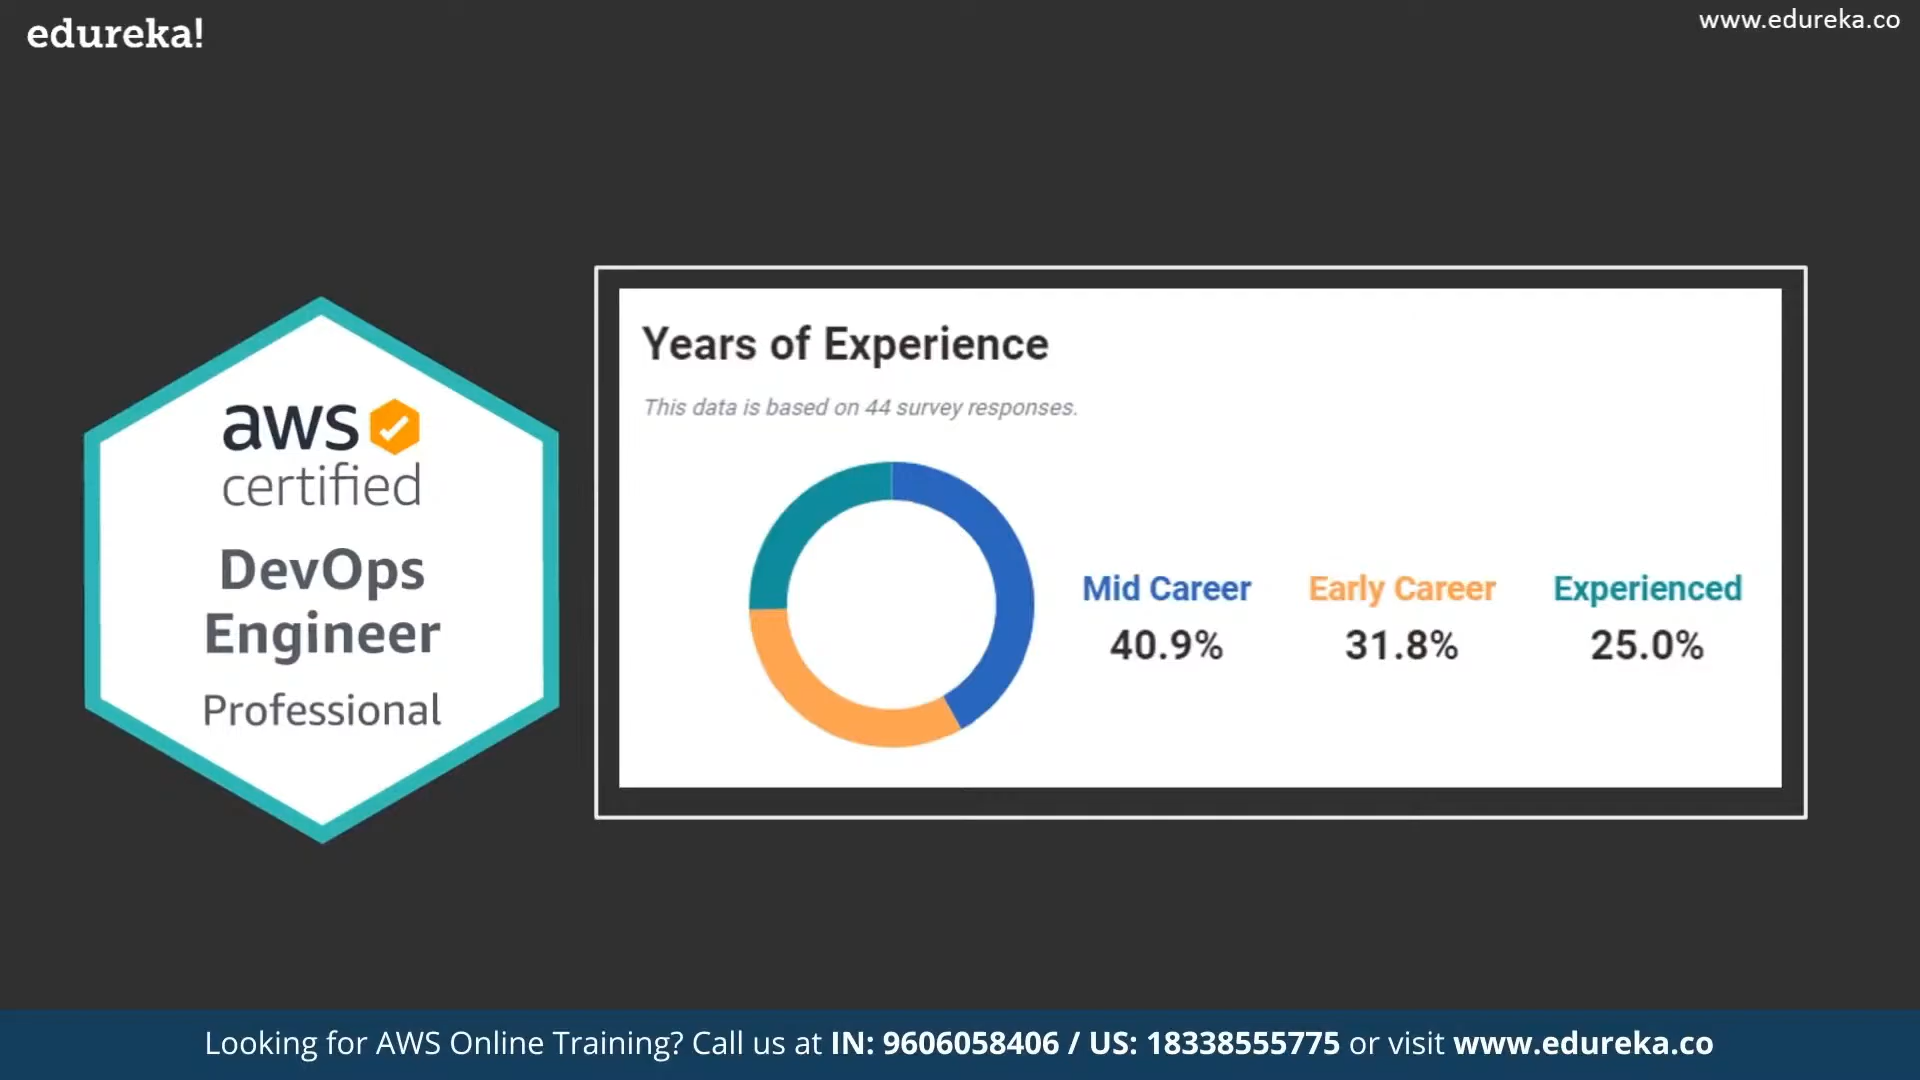 edureka!
www.edureka.co
aws
certified
DevOps
Engineer
Professional
Years of Experience
This data is based on 44 survey responses.
Mid Career
40.9%
Early Career
31.8%
Experienced
25.0%
Looking for AWS Online Training? Call us at IN: 9606058406 / US: 18338555775 or visit www.edureka.co